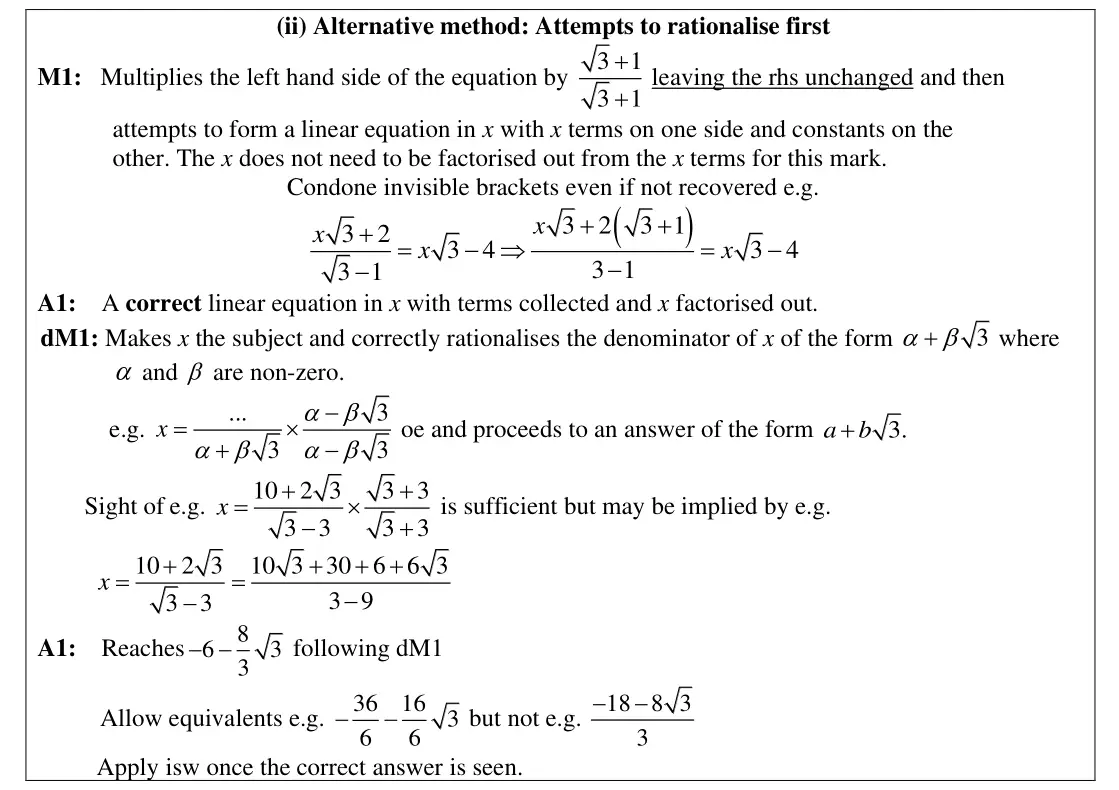 (ii) Alternative method: Attempts to rationalise first
M1: Multiplies the left hand side of the equation by (√3+1)/(√3+1) leaving the rhs unchanged and then
attempts to form a linear equation in x with x terms on one side and constants on the
other. The x does not need to be factorised out from the x terms for this mark.
Condone invisible brackets even if not recovered e.g.
(x√3+2)/(√3−1) = x√3−4 ⇒ (x√3+2(√3+1))/(3−1) = x√3−4
A1: A correct linear equation in x with terms collected and x factorised out.
dM1: Makes x the subject and correctly rationalises the denominator of x of the form α+β√3 where
α and β are non-zero.
e.g. x = .../(α+β√3) × (α−β√3)/(α−β√3) oe and proceeds to an answer of the form a+b√3.
Sight of e.g. x = (10+2√3)/(√3−3) × (√3+3)/(√3+3) is sufficient but may be implied by e.g.
x = (10+2√3)/(√3−3) = (10√3+30+6+6√3)/(3−9)
A1: Reaches −6−8/3√3 following dM1
Allow equivalents e.g. −36/6−16/6√3 but not e.g. (−18−8√3)/3
Apply isw once the correct answer is seen.